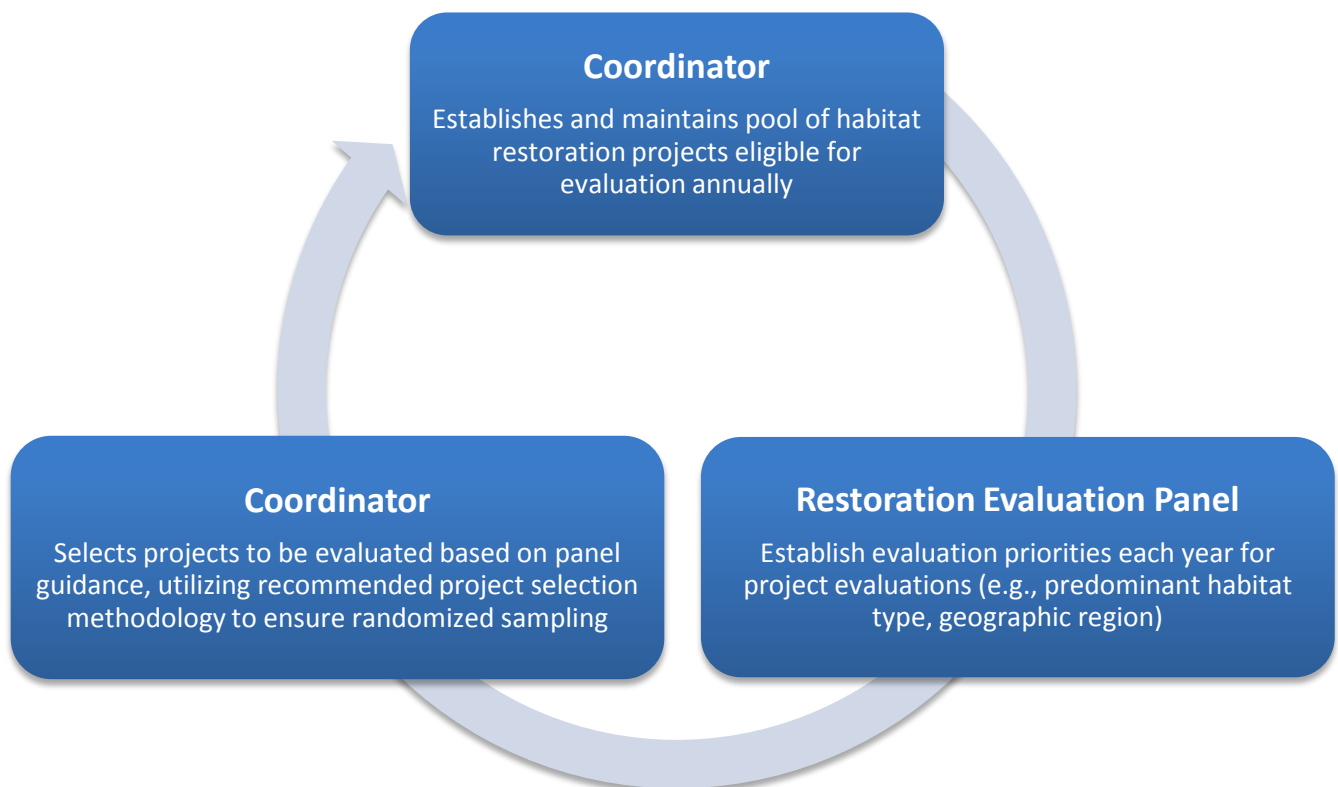 Coordinator
Establishes and maintains pool of habitat
restoration projects eligible for
evaluation annually
Coordinator
Selects projects to be evaluated based on panel
guidance, utilizing recommended project selection
methodology to ensure randomized sampling
Restoration Evaluation Panel
Establish evaluation priorities each year for
project evaluations (e.g., predominant habitat
type, geographic region)